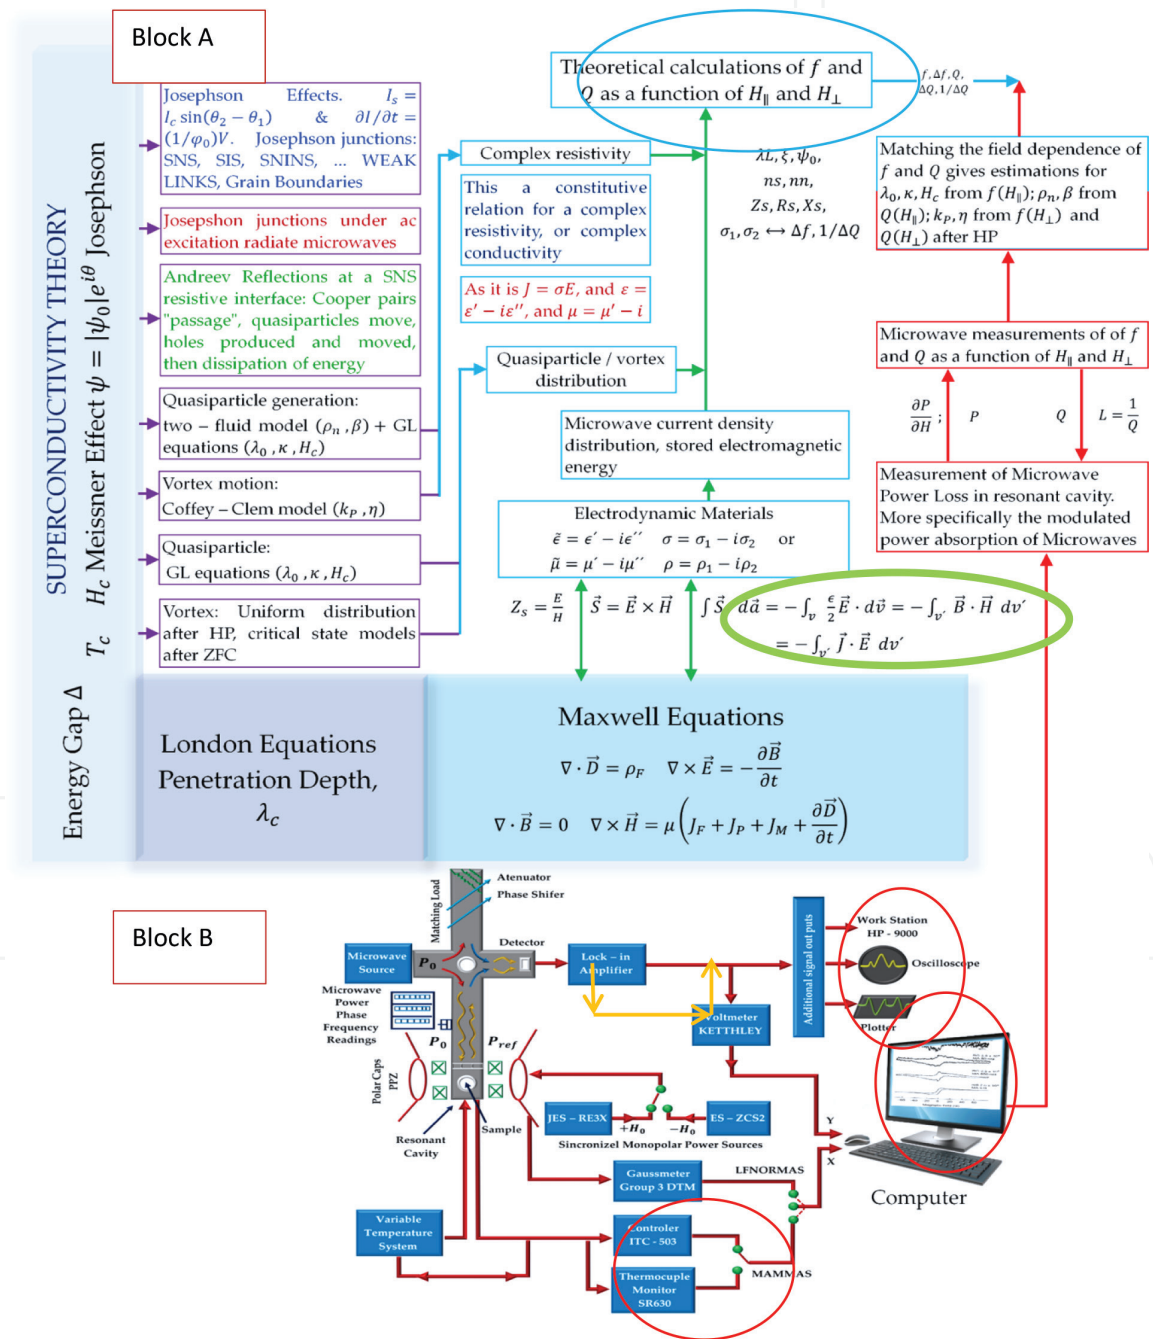 Block A
SUPERCONDUCTIVITY THEORY
T_c H_c Meissner Effect ψ = |ψ_0|e^{iθ} Josephson
Energy Gap Δ
Josephson Effects. I_s =
I_c sin(θ_2 − θ_1) & ∂I/∂t =
(1/φ_0)V. Josephson junctions:
SNS, SIS, SNINS, ... WEAK
LINKS, Grain Boundaries
Josepshon junctions under ac
excitation radiate microwaves
Andreev Reflections at a SNS
resistive interface: Cooper pairs
"passage", quasiparticles move,
holes produced and moved,
then dissipation of energy
Quasiparticle generation:
two – fluid model (ρ_n , β) + GL
equations (λ_0 , κ , H_c)
Vortex motion:
Coffey – Clem model (k_P , η)
Quasiparticle:
GL equations (λ_0 , κ , H_c)
Vortex: Uniform distribution
after HP, critical state models
after ZFC
Complex resistivity
This a constitutive
relation for a complex
resistivity, or complex
conductivity
As it is J = σE, and ε =
ε′ − iε′′, and μ = μ′ − i
Quasiparticle / vortex
distribution
Theoretical calculations of f and
Q as a function of H_∥ and H_⊥
f, Δf, Q,
ΔQ, 1/ΔQ
λL, ξ, ψ_0,
ns, nn,
Zs, Rs, Xs,
σ_1, σ_2 ↔ Δf, 1/ΔQ
Microwave current density
distribution, stored electromagnetic
energy
Electrodynamic Materials
ϵ̃ = ϵ′ − iϵ′′ σ = σ_1 − iσ_2 or
μ̃ = μ′ − iμ′′ ρ = ρ_1 − iρ_2
Z_s = E/H S⃗ = E⃗ × H⃗ ∫ S⃗ da⃗ = − ∫_v ϵ/2 E⃗ · dv⃗ = − ∫_v′ B⃗ · H⃗ dv′
= − ∫_v′ J⃗ · E⃗ dv′
Matching the field dependence of
f and Q gives estimations for
λ_0, κ, H_c from f(H_∥); ρ_n, β from
Q(H_∥); k_P, η from f(H_⊥) and
Q(H_⊥) after HP
Microwave measurements of of f
and Q as a function of H_∥ and H_⊥
∂P/∂H ; P Q L = 1/Q
Measurement of Microwave
Power Loss in resonant cavity.
More specifically the modulated
power absorption of Microwaves
London Equations
Penetration Depth,
λ_c
Maxwell Equations
∇ · D⃗ = ρ_F ∇ × E⃗ = − ∂B⃗/∂t
∇ · B⃗ = 0 ∇ × H⃗ = μ(J_F + J_P + J_M + ∂D⃗/∂t)
Block B
Atenuator
Phase Shifer
Matching Load
Detector
Microwave
Source
P_0
Lock – in
Amplifier
Additional signal out puts
Work Station
HP - 9000
Oscilloscope
Plotter
Voltmeter
KETTHLEY
Microwave
Power
Phase
Frequency
Readings
P_0
P_ref
Polar Caps
PPZ
Resonant
Cavity
Sample
JES – RE3X
+H_0
−H_0
ES – ZCS2
Sincronizel Monopolar Power Sources
Y
X
Computer
Gaussmeter
Group 3 DTM
LFNORMAS
Variable
Temperature
System
Controler
ITC - 503
MAMMAS
Thermocuple
Monitor
SR630